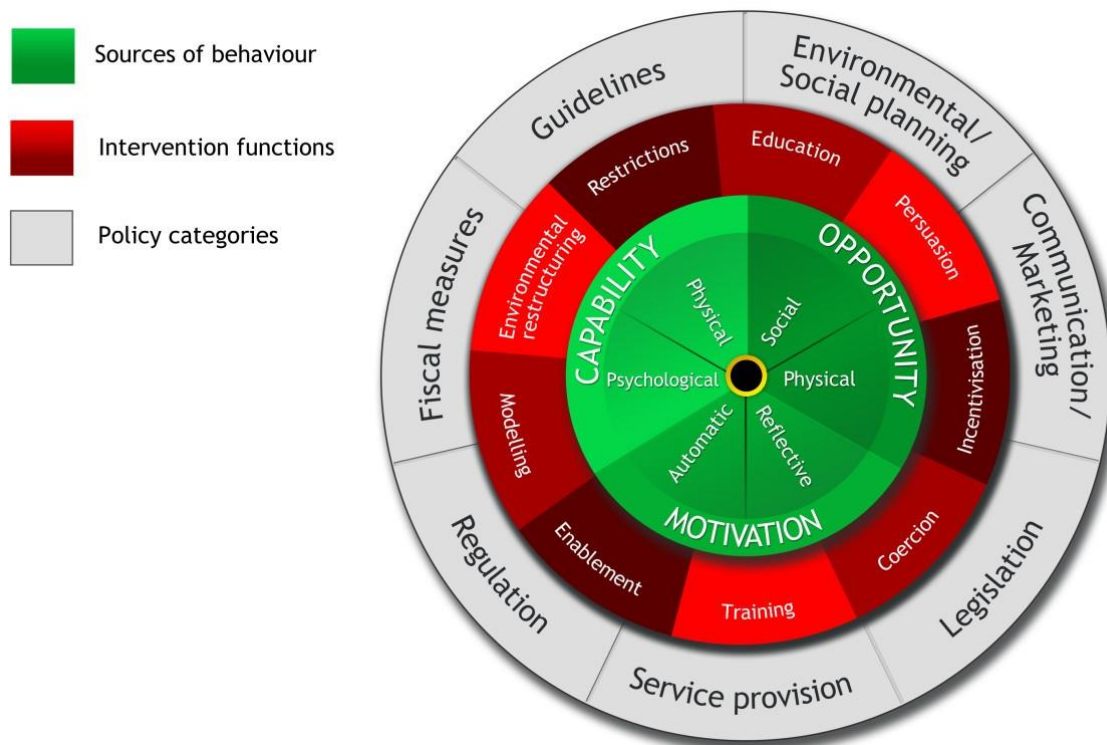 Sources of behaviour
Intervention functions
Policy categories
Guidelines
Environmental/
Social planning
Communication/
Marketing
Legislation
Service provision
Regulation
Fiscal measures
Restrictions
Education
Persuasion
Incentivisation
Coercion
Training
Enablement
Modelling
Environmental
restructuring
CAPABILITY
OPPORTUNITY
MOTIVATION
Physical
Social
Physical
Reflective
Automatic
Psychological